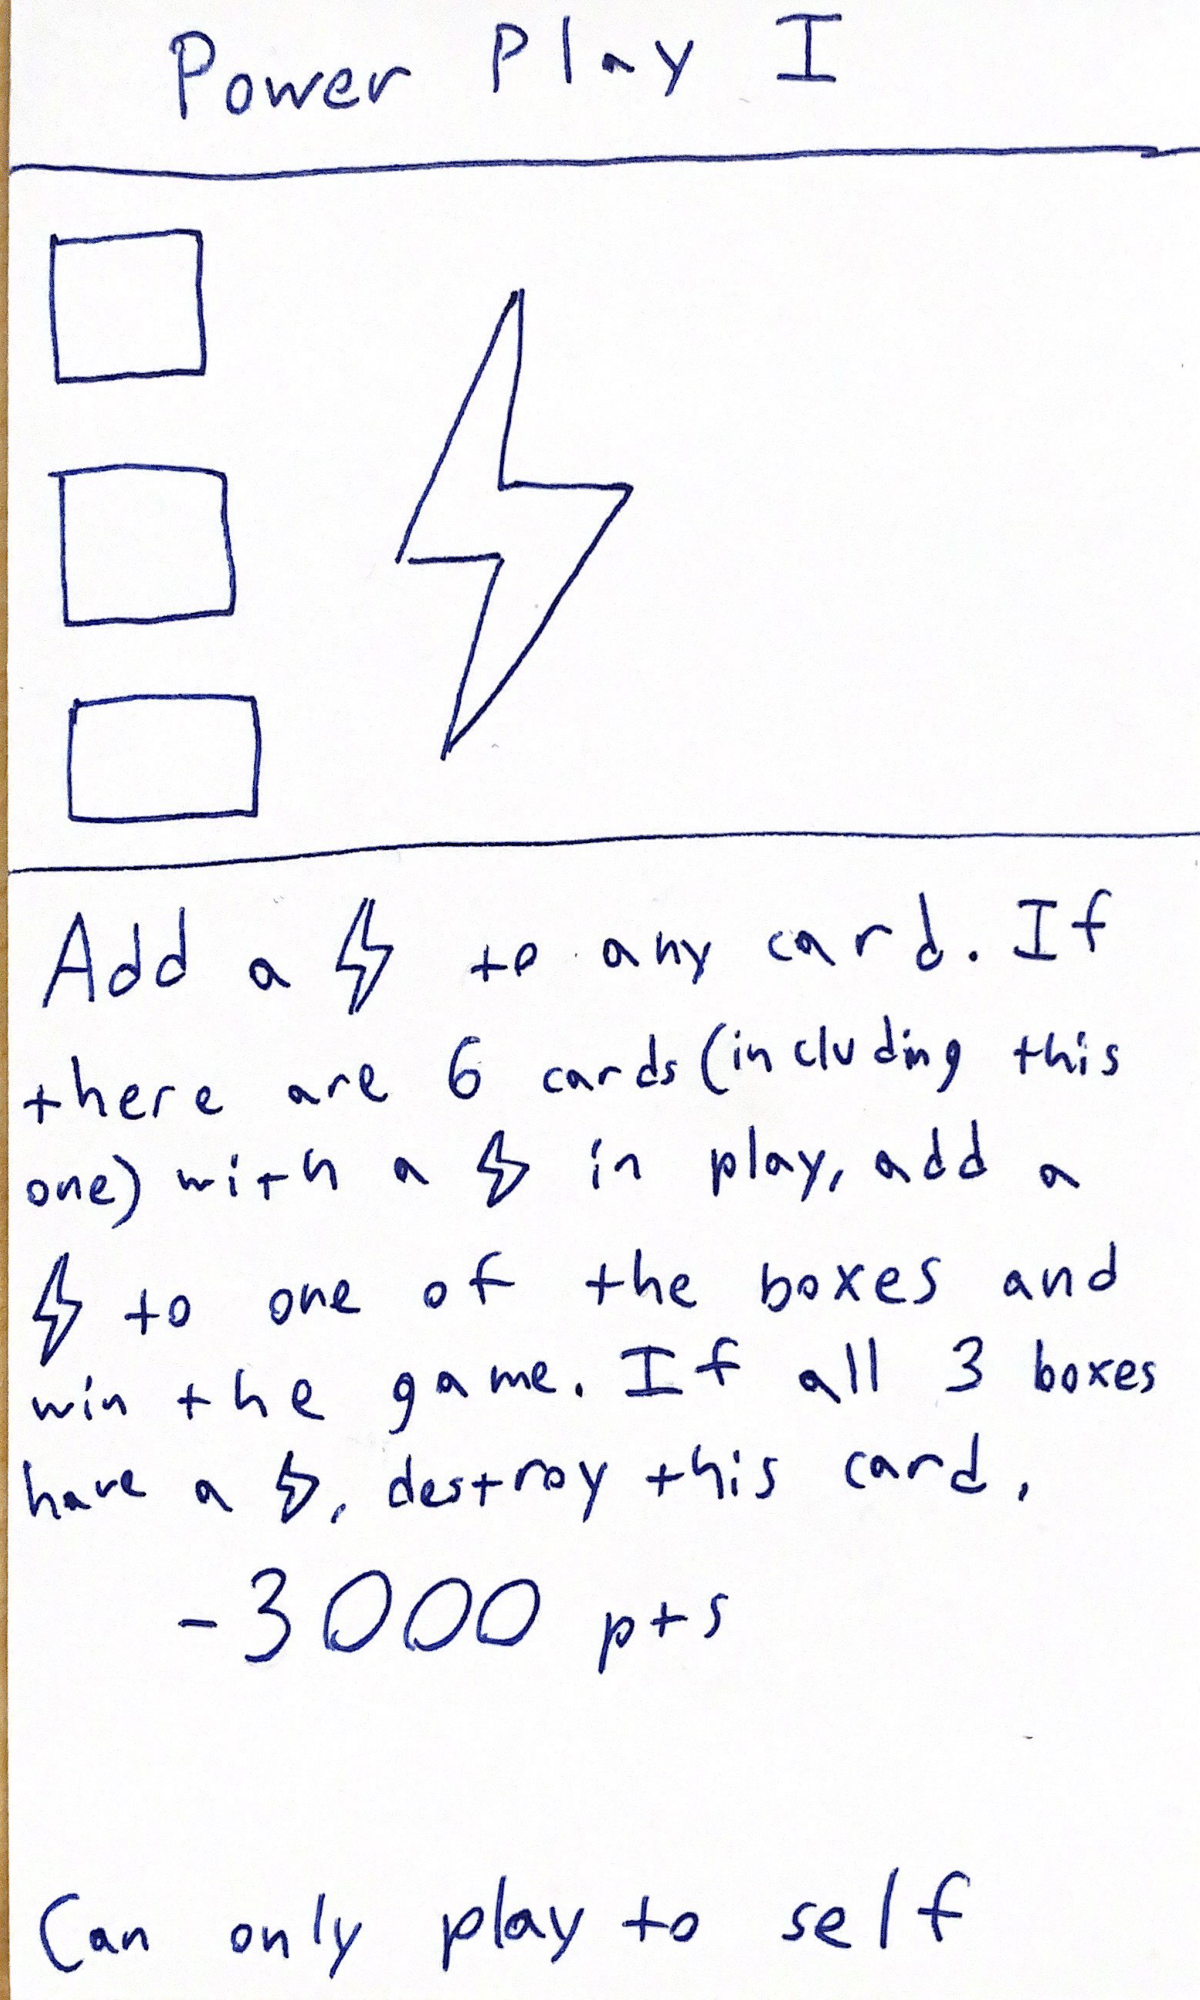 Power Play I
Add a ⚡ to any card. If
there are 6 cards (including this
one) with a ⚡ in play, add a
⚡ to one of the boxes and
win the game. If all 3 boxes
have a ⚡, destroy this card.
-3000 pts
Can only play to self